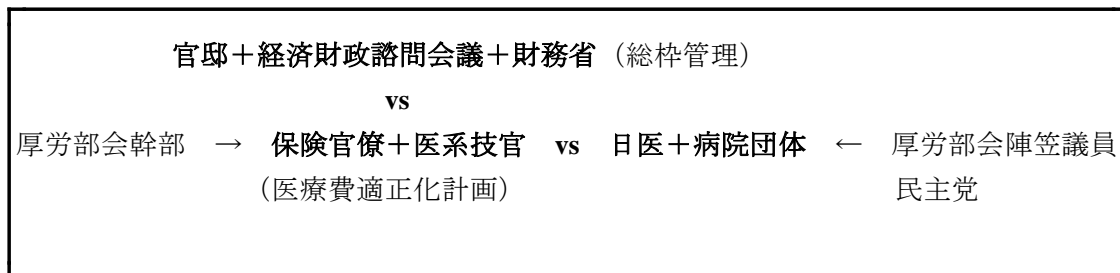 官邸＋経済財政諮問会議＋財務省（総枠管理）
vs
厚労部会幹部 → 保険官僚＋医系技官 vs 日医＋病院団体 ← 厚労部会陣笠議員
（医療費適正化計画） 民主党